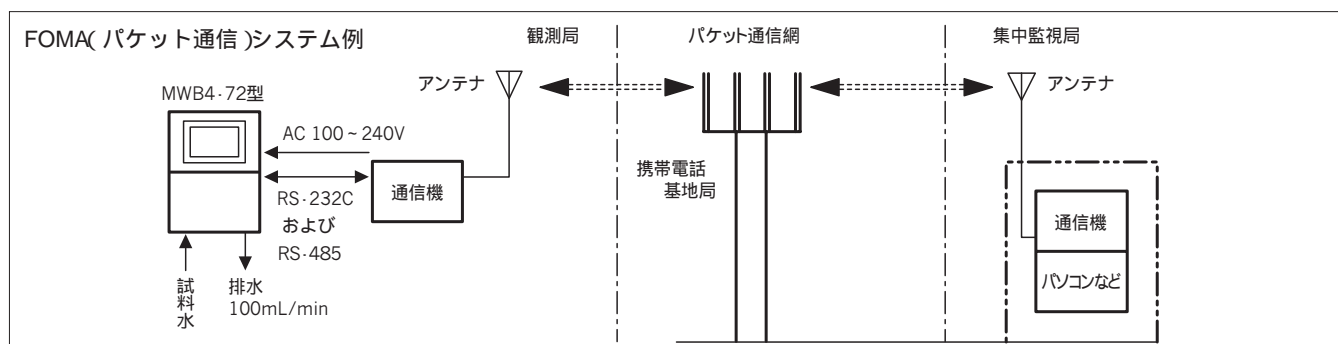 FOMA(パケット通信)システム例
観測局
パケット通信網
集中監視局
アンテナ
アンテナ
MWB4-72型
AC 100~240V
携帯電話
基地局
通信機
RS-232C
および
RS-485
通信機
パソコンなど
試料水
排水
100mL/min